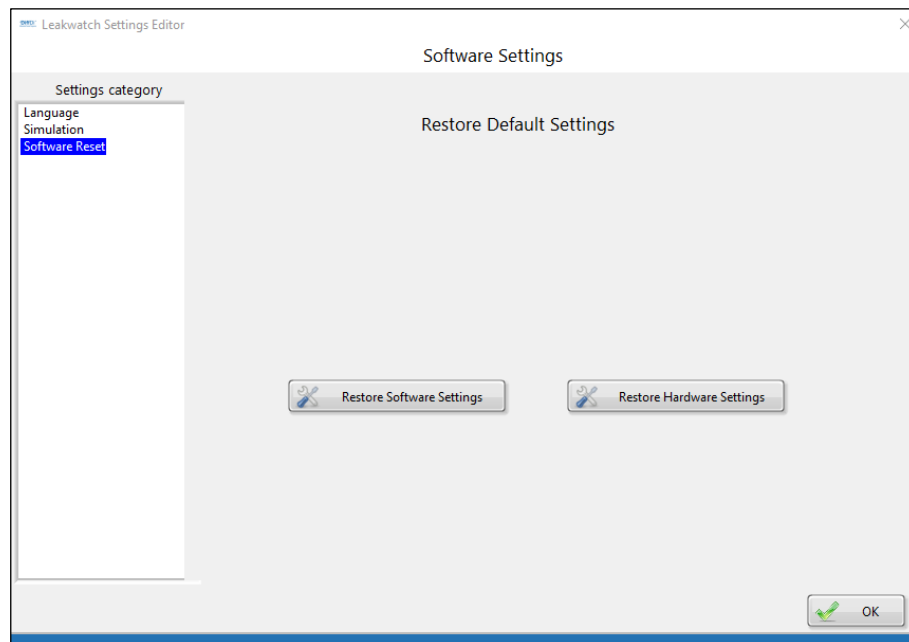 Leakwatch Settings Editor
Software Settings
Settings category
Language
Simulation
Software Reset
Restore Default Settings
Restore Software Settings
Restore Hardware Settings
OK